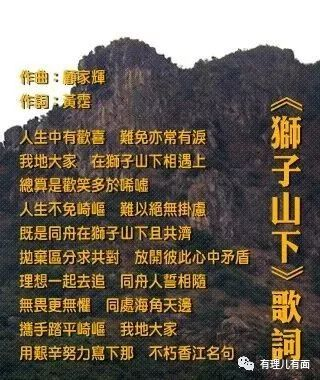 《獅子山下》歌詞
作曲：顧家輝
作詞：黃霑
人生中有歡喜　難免亦常有淚
我地大家　在獅子山下相遇上
總算是歡笑多於唏噓
人生不免崎嶇　難以絕無掛慮
既是同舟在獅子山下且共濟
拋棄區分求共對　放開彼此心中矛盾
理想一起去追　同舟人誓相隨
無畏更無懼　同處海角天邊
攜手踏平崎嶇　我地大家
用艱辛努力寫下那　不朽香江名句
有理儿有面